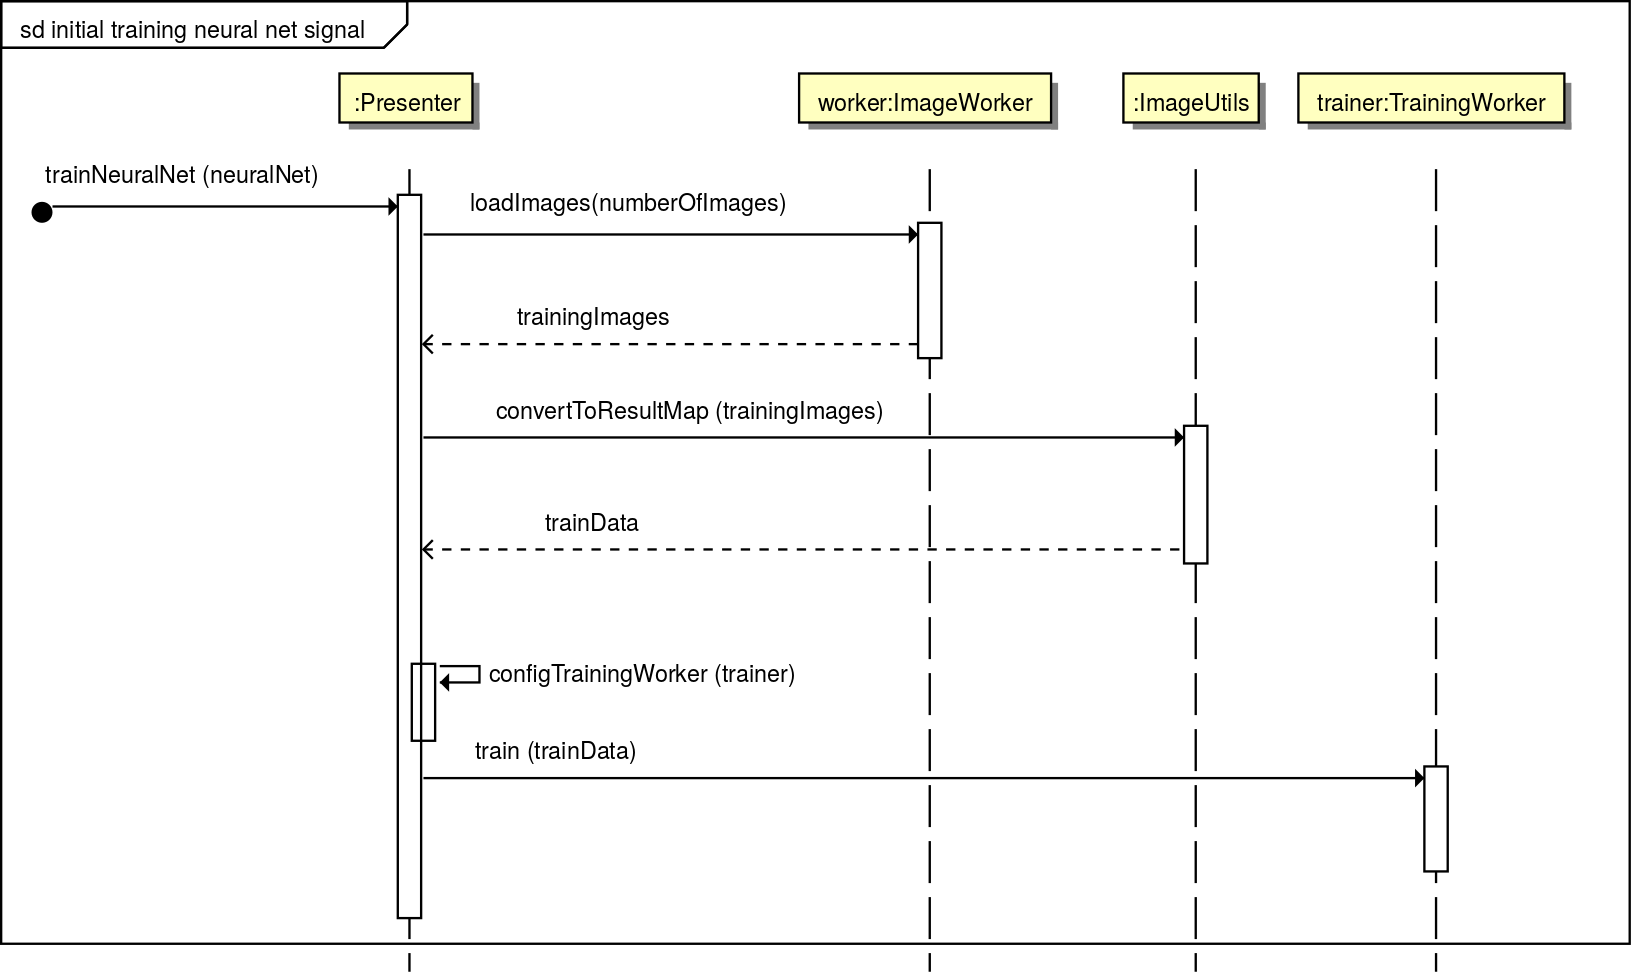 sd initial training neural net signal
:Presenter
worker:ImageWorker
:ImageUtils
trainer:TrainingWorker
trainNeuralNet (neuralNet)
loadImages(numberOfImages)
trainingImages
convertToResultMap (trainingImages)
trainData
configTrainingWorker (trainer)
train (trainData)